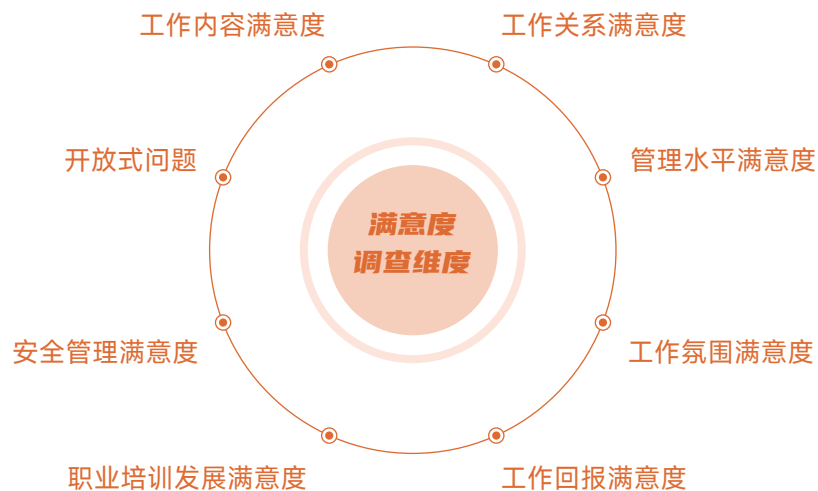 工作内容满意度
工作关系满意度
开放式问题
管理水平满意度
满意度
调查维度
安全管理满意度
工作氛围满意度
职业培训发展满意度
工作回报满意度